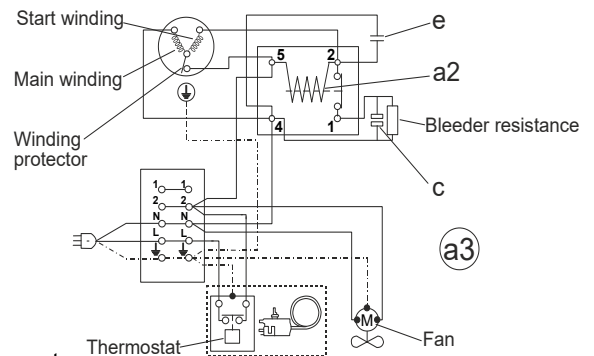 Start winding
e
5 2
a2
Main winding
Winding
protector
4 1
Bleeder resistance
c
1 1
2 2
N N
L L
a3
M
Thermostat
Fan